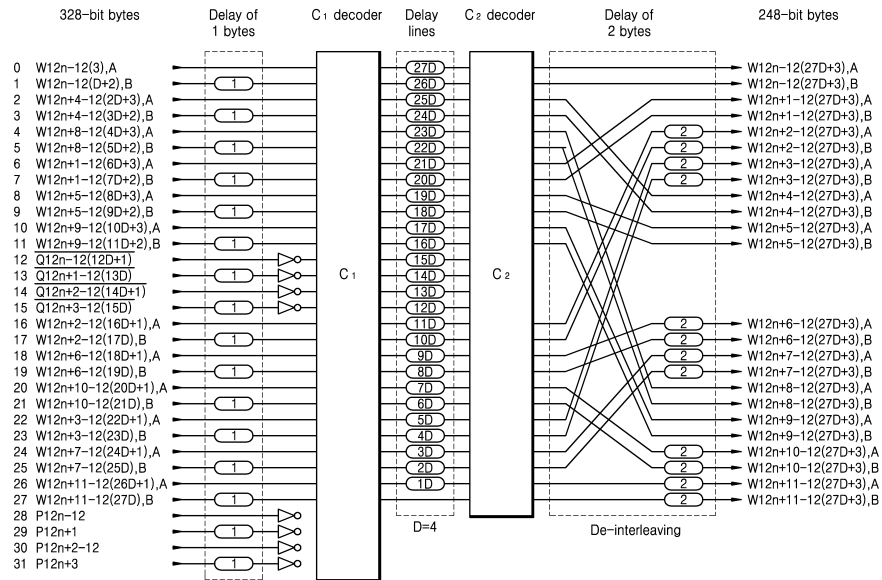 328-bit bytes Delay of 1 bytes C 1 decoder Delay lines C 2 decoder Delay of 2 bytes 248-bit bytes
0 W12n-12(3),A 27D W12n-12(27D+3),A
1 W12n-12(D+2),B 1 26D W12n-12(27D+3),B
2 W12n+4-12(2D+3),A 25D W12n+1-12(27D+3),A
3 W12n+4-12(3D+2),B 1 24D W12n+1-12(27D+3),B
4 W12n+8-12(4D+3),A 23D 2 W12n+2-12(27D+3),A
5 W12n+8-12(5D+2),B 1 22D 2 W12n+2-12(27D+3),B
6 W12n+1-12(6D+3),A 21D 2 W12n+3-12(27D+3),A
7 W12n+1-12(7D+2),B 1 20D 2 W12n+3-12(27D+3),B
8 W12n+5-12(8D+3),A 19D W12n+4-12(27D+3),A
9 W12n+5-12(9D+2),B 1 18D W12n+4-12(27D+3),B
10 W12n+9-12(10D+3),A 17D W12n+5-12(27D+3),A
11 W12n+9-12(11D+2),B 1 16D W12n+5-12(27D+3),B
12 Q12n-12(12D+1) 15D
13 Q12n+1-12(13D) 1 C 1 14D C 2
14 Q12n+2-12(14D+1) 13D
15 Q12n+3-12(15D) 1 12D
16 W12n+2-12(16D+1),A 11D 2 W12n+6-12(27D+3),A
17 W12n+2-12(17D),B 1 10D 2 W12n+6-12(27D+3),B
18 W12n+6-12(18D+1),A 9D 2 W12n+7-12(27D+3),A
19 W12n+6-12(19D),B 1 8D 2 W12n+7-12(27D+3),B
20 W12n+10-12(20D+1),A 7D W12n+8-12(27D+3),A
21 W12n+10-12(21D),B 1 6D W12n+8-12(27D+3),B
22 W12n+3-12(22D+1),A 5D W12n+9-12(27D+3),A
23 W12n+3-12(23D),B 1 4D W12n+9-12(27D+3),B
24 W12n+7-12(24D+1),A 3D 2 W12n+10-12(27D+3),A
25 W12n+7-12(25D),B 1 2D 2 W12n+10-12(27D+3),B
26 W12n+11-12(26D+1),A 1D 2 W12n+11-12(27D+3),A
27 W12n+11-12(27D),B 1 2 W12n+11-12(27D+3),B
28 P12n-12
29 P12n+1 1 D=4 De-interleaving
30 P12n+2-12
31 P12n+3 1